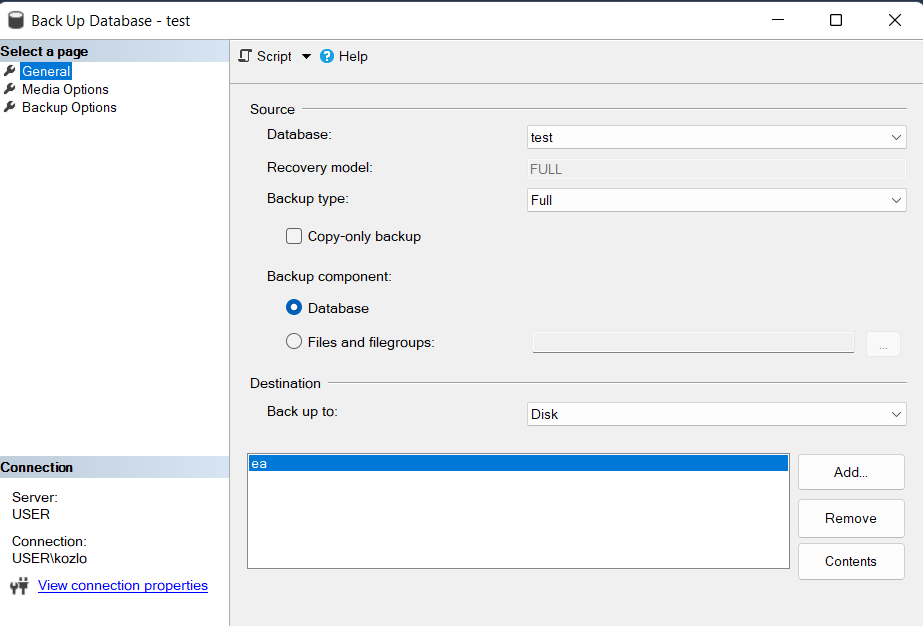 Back Up Database - test
Select a page
General
Media Options
Backup Options
Script
Help
Source
Database:
test
Recovery model:
FULL
Backup type:
Full
Copy-only backup
Backup component:
Database
Files and filegroups:
...
Destination
Back up to:
Disk
ea
Add...
Remove
Contents
Connection
Server:
USER
Connection:
USER\kozlo
View connection properties